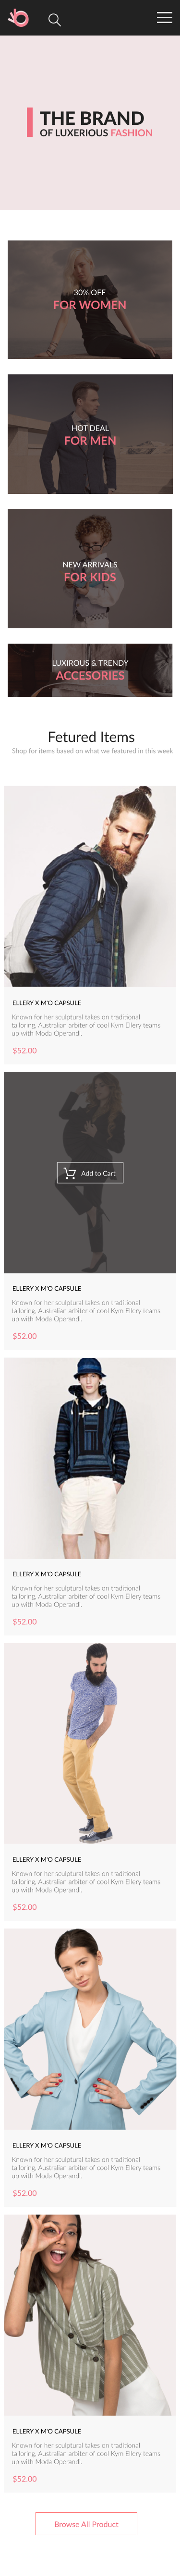 THE BRAND
OF LUXERIOUS FASHION
30% OFF
FOR WOMEN
HOT DEAL
FOR MEN
NEW ARRIVALS
FOR KIDS
LUXIROUS & TRENDY
ACCESORIES
Fetured Items
Shop for items based on what we featured in this week
ELLERY X M'O CAPSULE
Known for her sculptural takes on traditional
tailoring, Australian arbiter of cool Kym Ellery teams
up with Moda Operandi.
$52.00
Add to Cart
ELLERY X M'O CAPSULE
Known for her sculptural takes on traditional
tailoring, Australian arbiter of cool Kym Ellery teams
up with Moda Operandi.
$52.00
ELLERY X M'O CAPSULE
Known for her sculptural takes on traditional
tailoring, Australian arbiter of cool Kym Ellery teams
up with Moda Operandi.
$52.00
ELLERY X M'O CAPSULE
Known for her sculptural takes on traditional
tailoring, Australian arbiter of cool Kym Ellery teams
up with Moda Operandi.
$52.00
ELLERY X M'O CAPSULE
Known for her sculptural takes on traditional
tailoring, Australian arbiter of cool Kym Ellery teams
up with Moda Operandi.
$52.00
ELLERY X M'O CAPSULE
Known for her sculptural takes on traditional
tailoring, Australian arbiter of cool Kym Ellery teams
up with Moda Operandi.
$52.00
Browse All Product